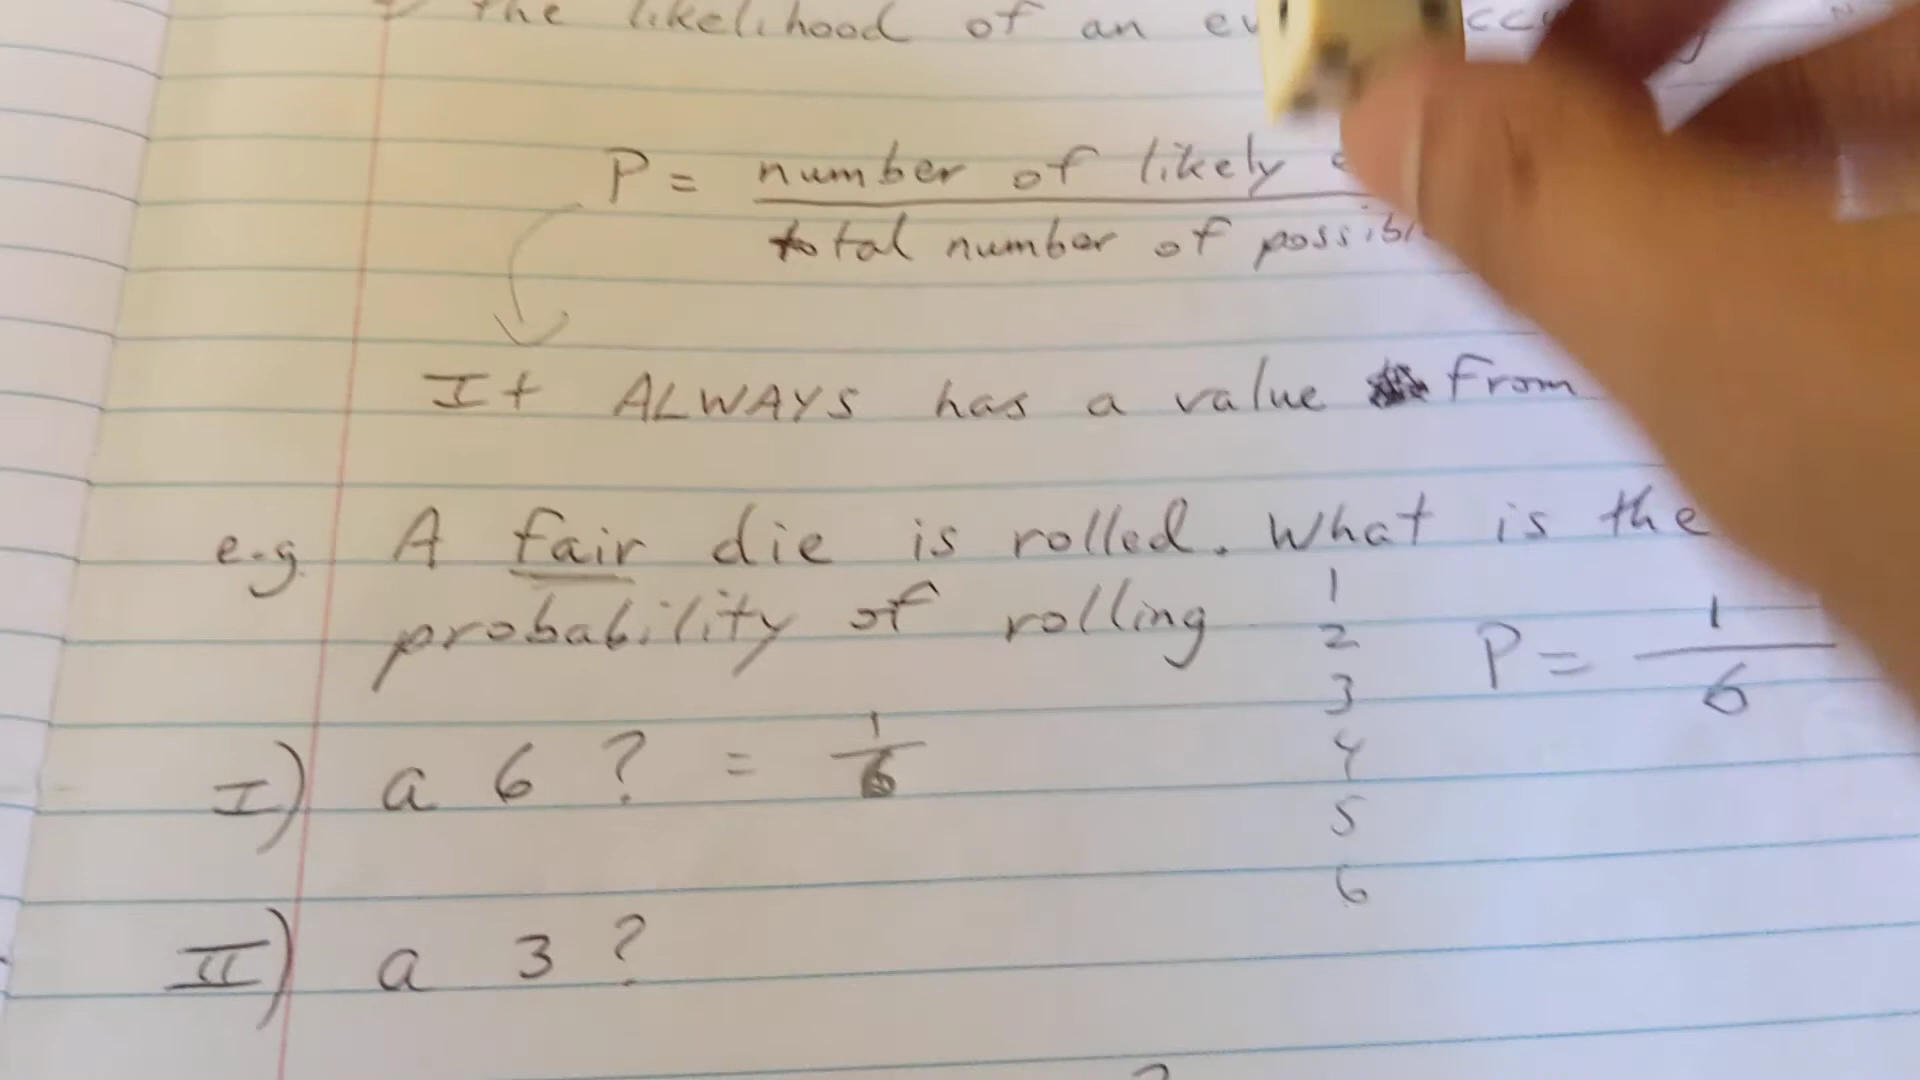 the likelihood of an
P = number of likely
total number of
It ALWAYS has a value from
e.g. A fair die is rolled. What is the
probability of rolling
1
2
3
4
5
6
P = 1/6
I) a 6 ? = 1/6
II) a 3 ?